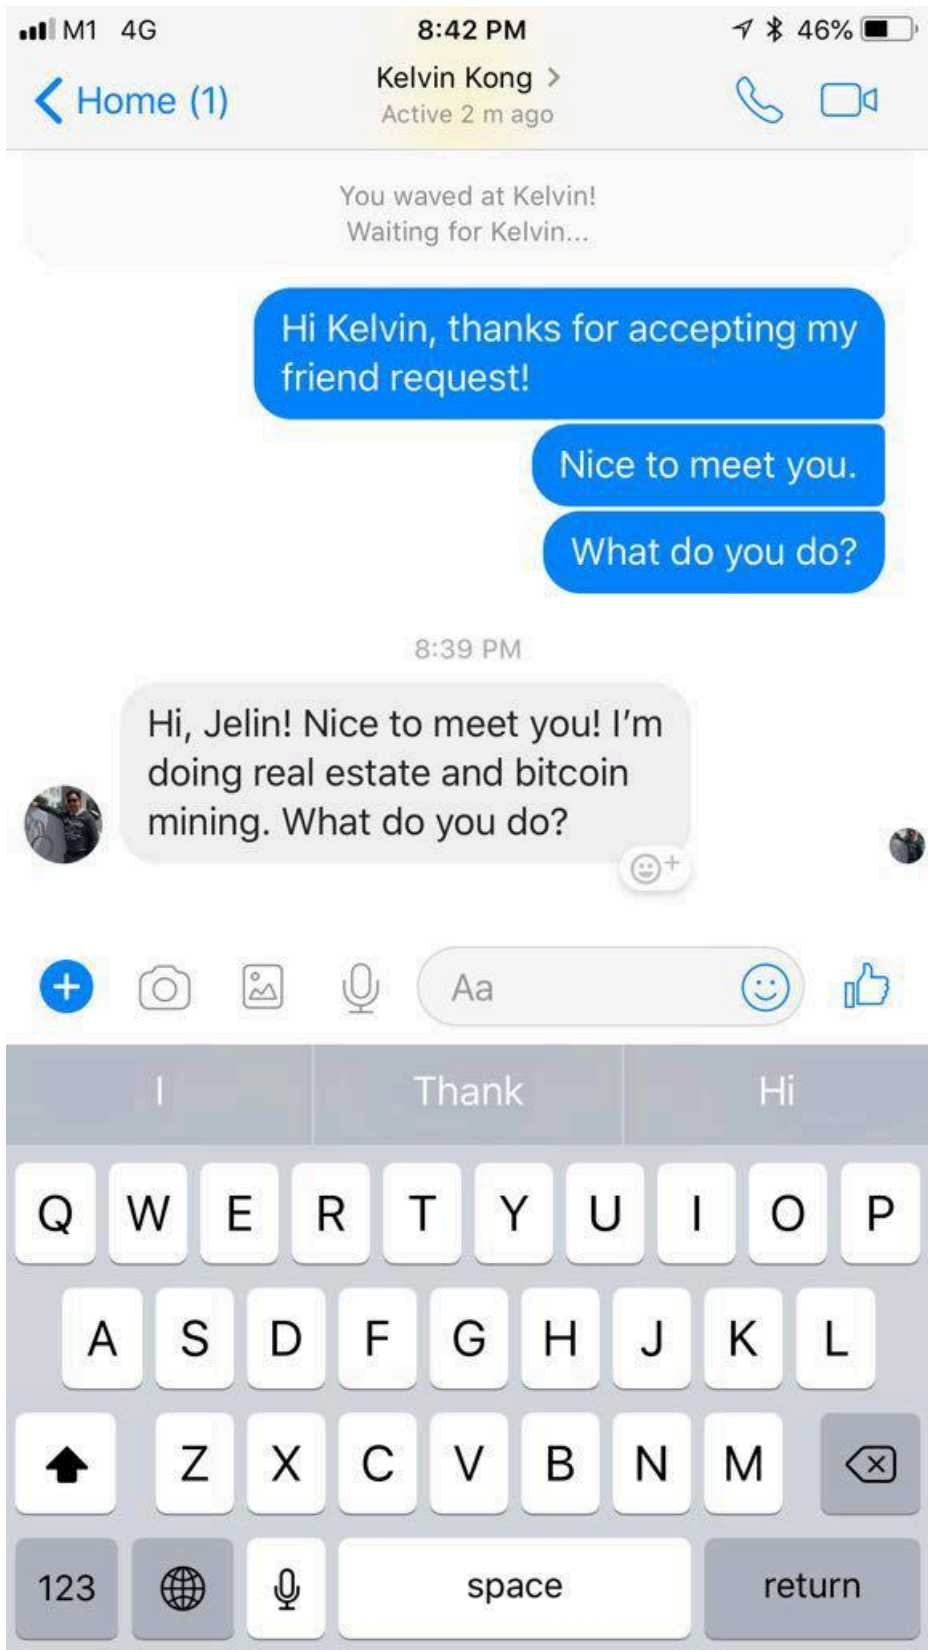 M1 4G 8:42 PM 46%
Home (1) Kelvin Kong >
Active 2 m ago
You waved at Kelvin!
Waiting for Kelvin...
Hi Kelvin, thanks for accepting my
friend request!
Nice to meet you.
What do you do?
8:39 PM
Hi, Jelin! Nice to meet you! I’m
doing real estate and bitcoin
mining. What do you do?
Aa
I Thank Hi
Q W E R T Y U I O P
A S D F G H J K L
Z X C V B N M
123 space return